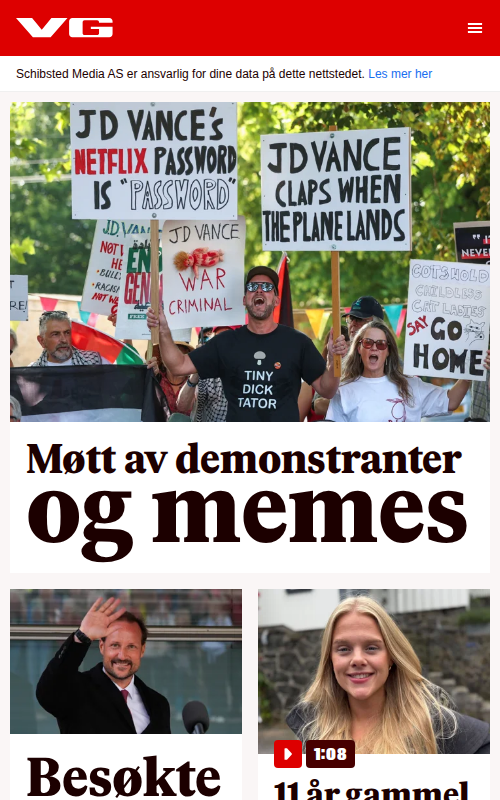 VG
Schibsted Media AS er ansvarlig for dine data på dette nettstedet. Les mer
JD VANCE'S
NETFLIX PASSWORD
IS "PASSWORD"
JD VANCE
CLAPS WHEN
THE PLANE LANDS
JD VANCE
WAR
CRIMINAL
COTSWOLD
CHILDLESS
CAT LADIES
SAY GO
HOME
TINY
DICK
TATOR
Møtt av demonstranter
og memes
1:08
Besøkte
11 år gammel